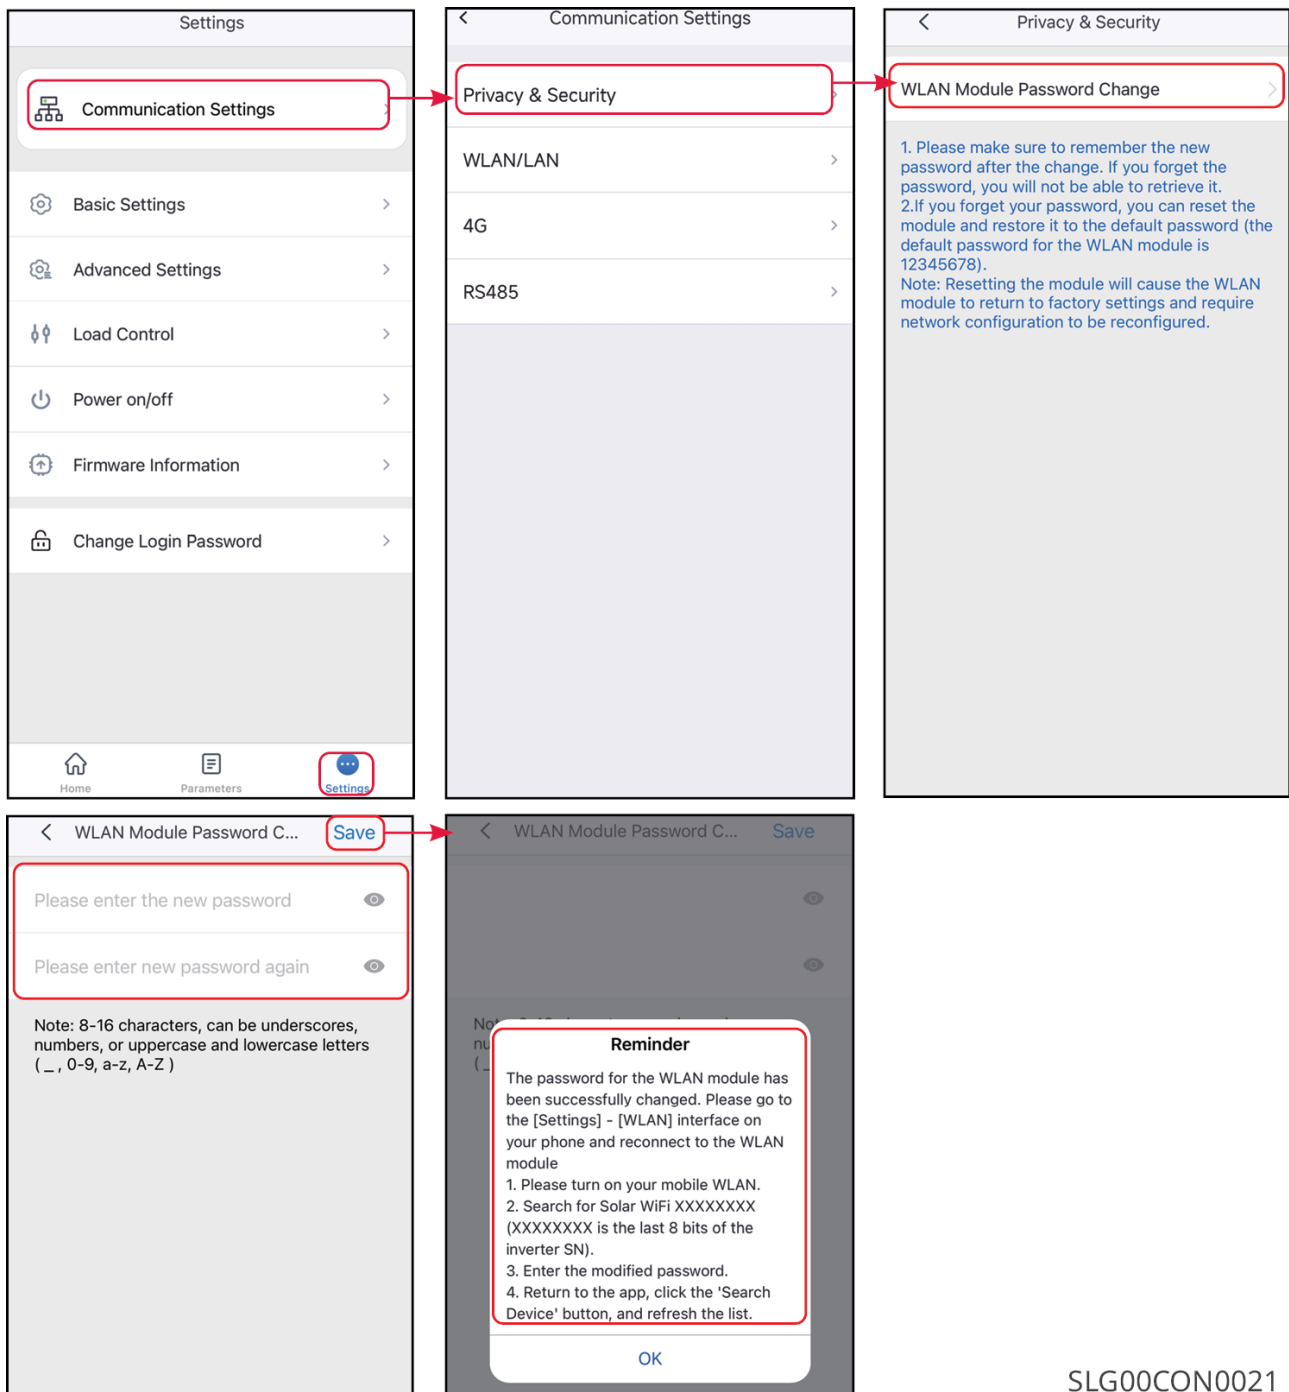 Settings
Communication Settings
Basic Settings
Advanced Settings
Load Control
Power on/off
Firmware Information
Change Login Password
Home
Parameters
Settings
Communication Settings
Privacy & Security
WLAN/LAN
4G
RS485
Privacy & Security
WLAN Module Password Change
1. Please make sure to remember the new
password after the change. If you forget the
password, you will not be able to retrieve it.
2.If you forget your password, you can reset the
module and restore it to the default password (the
default password for the WLAN module is
12345678).
Note: Resetting the module will cause the WLAN
module to return to factory settings and require
network configuration to be reconfigured.
WLAN Module Password C... Save
Please enter the new password
Please enter new password again
Note: 8-16 characters, can be underscores,
numbers, or uppercase and lowercase letters
( _ , 0-9, a-z, A-Z )
WLAN Module Password C... Save
Reminder
The password for the WLAN module has
been successfully changed. Please go to
the [Settings] - [WLAN] interface on
your phone and reconnect to the WLAN
module
1. Please turn on your mobile WLAN.
2. Search for Solar WiFi XXXXXXXX
(XXXXXXXX is the last 8 bits of the
inverter SN).
3. Enter the modified password.
4. Return to the app, click the 'Search
Device' button, and refresh the list.
OK
SLG00CON0021